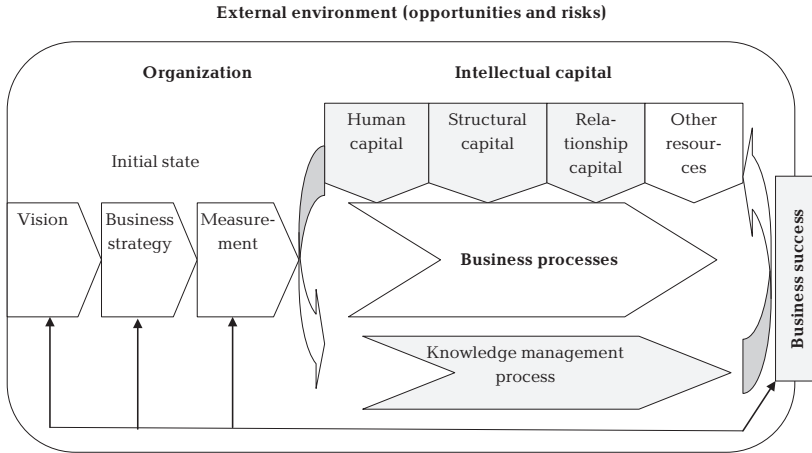 External environment (opportunities and risks)
Organization
Intellectual capital
Human
capital
Structural
capital
Rela-
tionship
capital
Other
resour-
ces
Initial state
Vision
Business
strategy
Measure-
ment
Business processes
Knowledge management
process
Business success